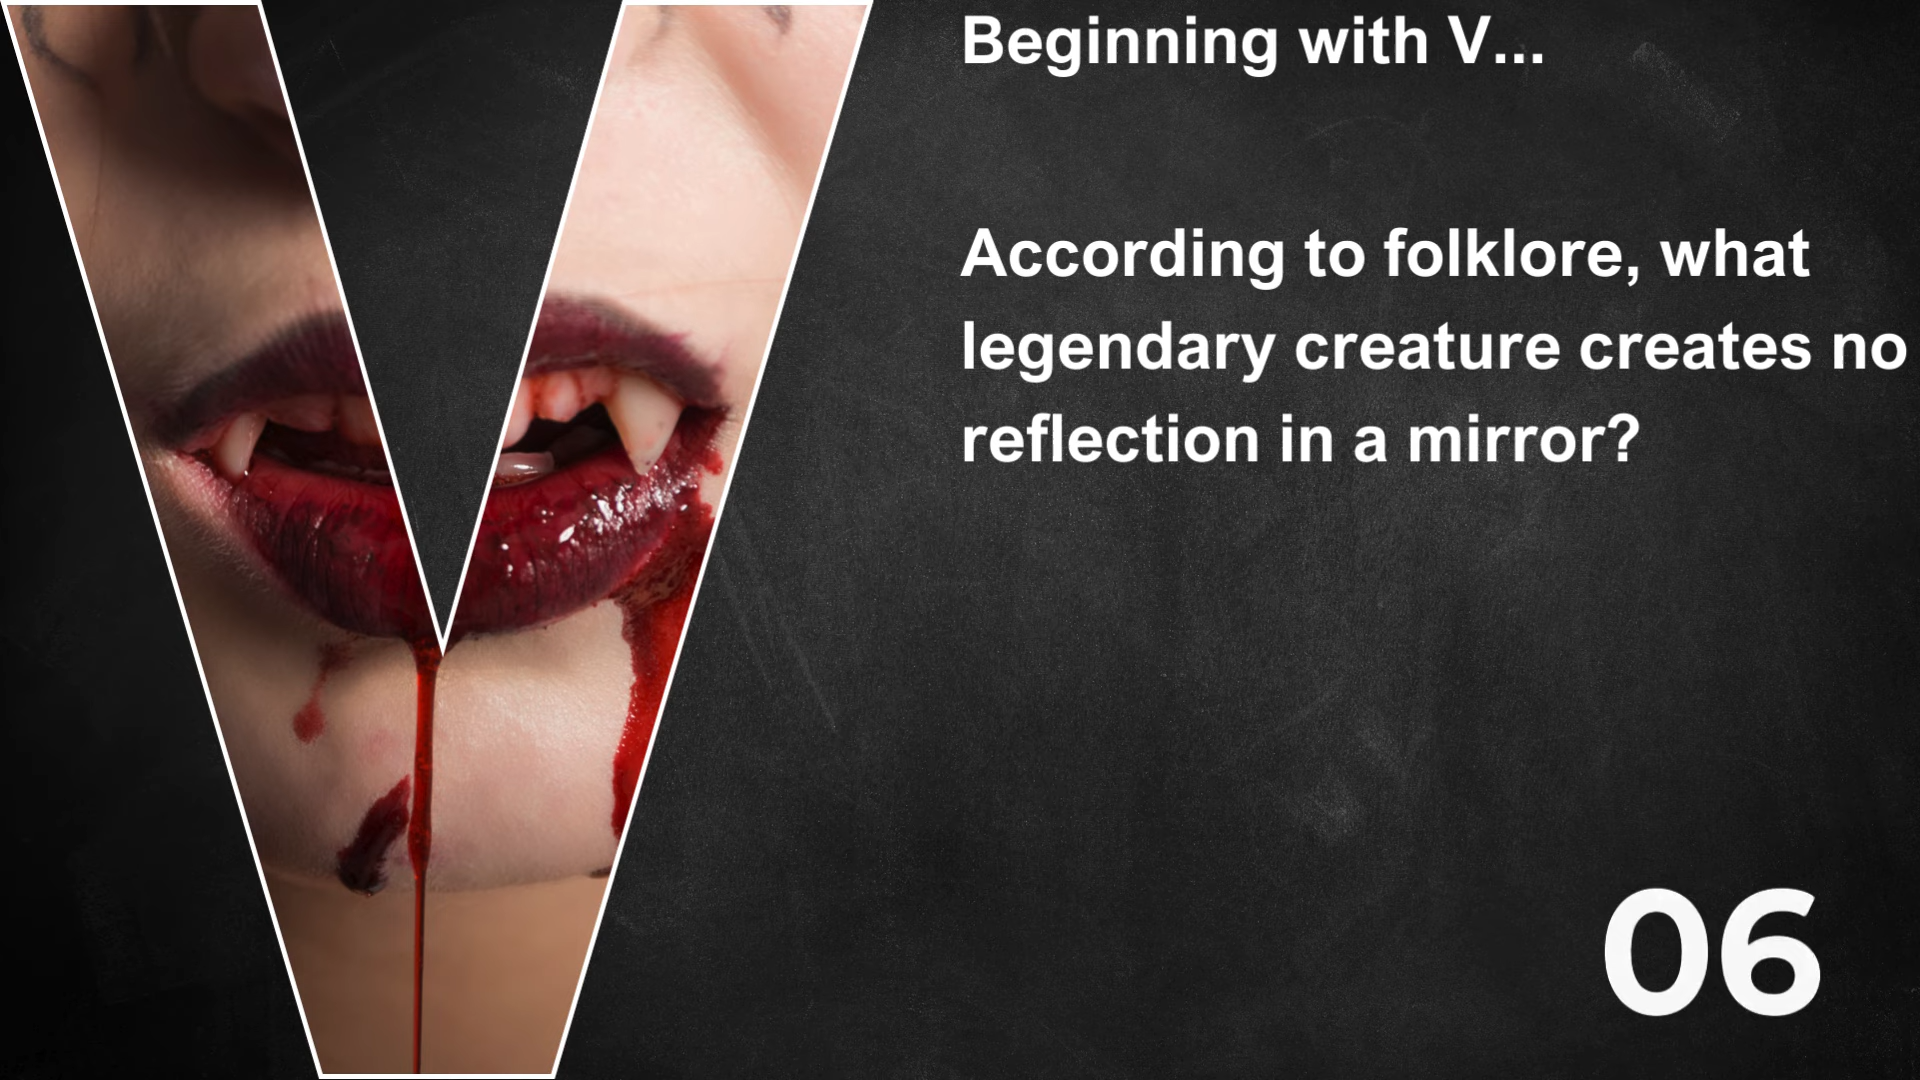 Beginning with V...
According to folklore, what
legendary creature creates no
reflection in a mirror?
06